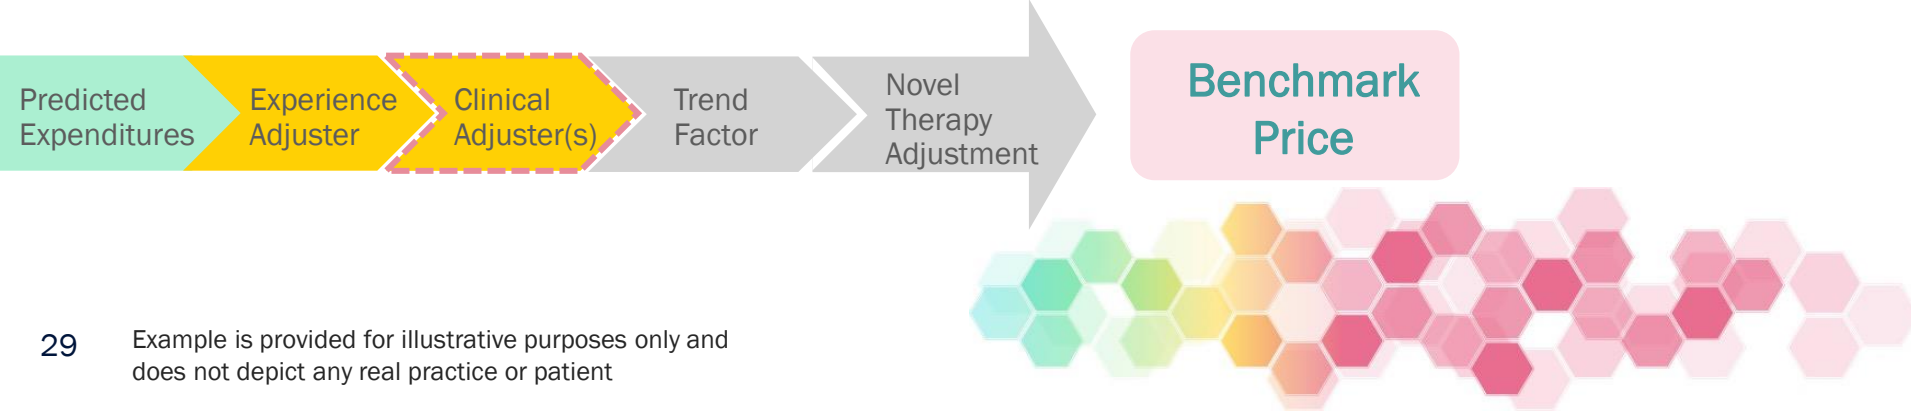 Predicted
Expenditures
Experience
Adjuster
Clinical
Adjuster(s)
Trend
Factor
Novel
Therapy
Adjustment
Benchmark
Price
29
Example is provided for illustrative purposes only and
does not depict any real practice or patient